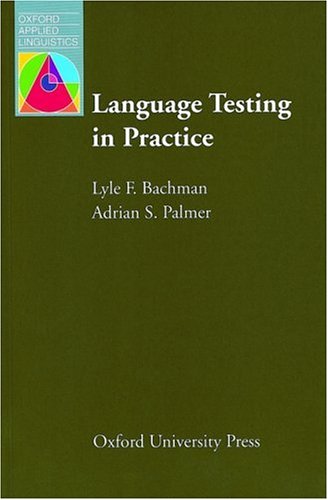 OXFORD
APPLIED
LINGUISTICS
Language Testing
in Practice
Lyle F. Bachman
Adrian S. Palmer
Oxford University Press